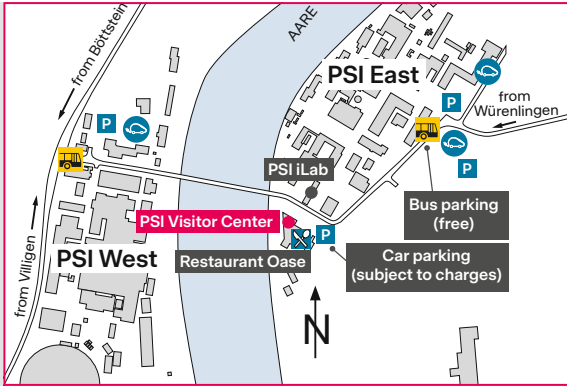 from Böttstein
AARE
PSI East
P
P
from
Würenlingen
P
PSI iLab
Bus parking
(free)
PSI Visitor Center
P
Restaurant Oase
Car parking
(subject to charges)
PSI West
from Villigen
N